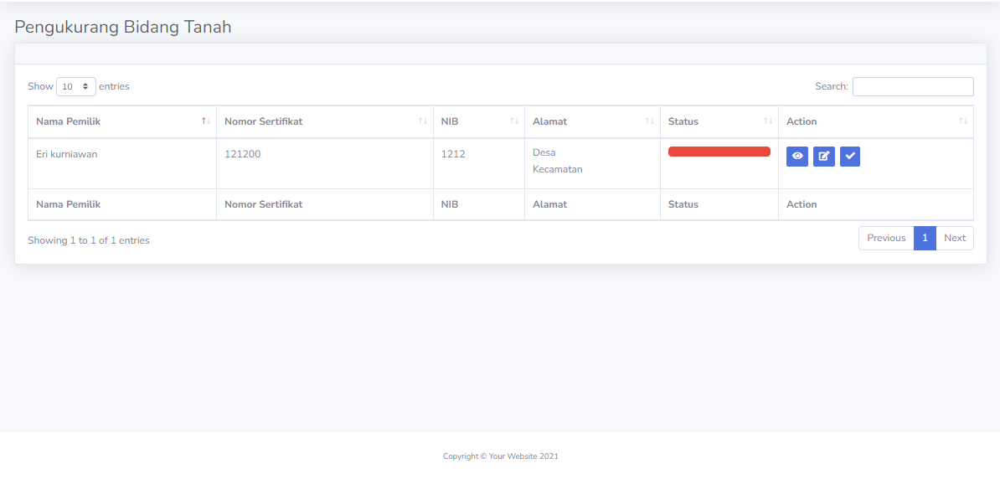 Pengukurang Bidang Tanah
Show 10 entries Search:
Nama Pemilik Nomor Sertifikat NIB Alamat Status Action
Eri kurniawan 121200 1212 Desa
Kecamatan
Nama Pemilik Nomor Sertifikat NIB Alamat Status Action
Showing 1 to 1 of 1 entries Previous 1 Next
Copyright © Your Website 2021